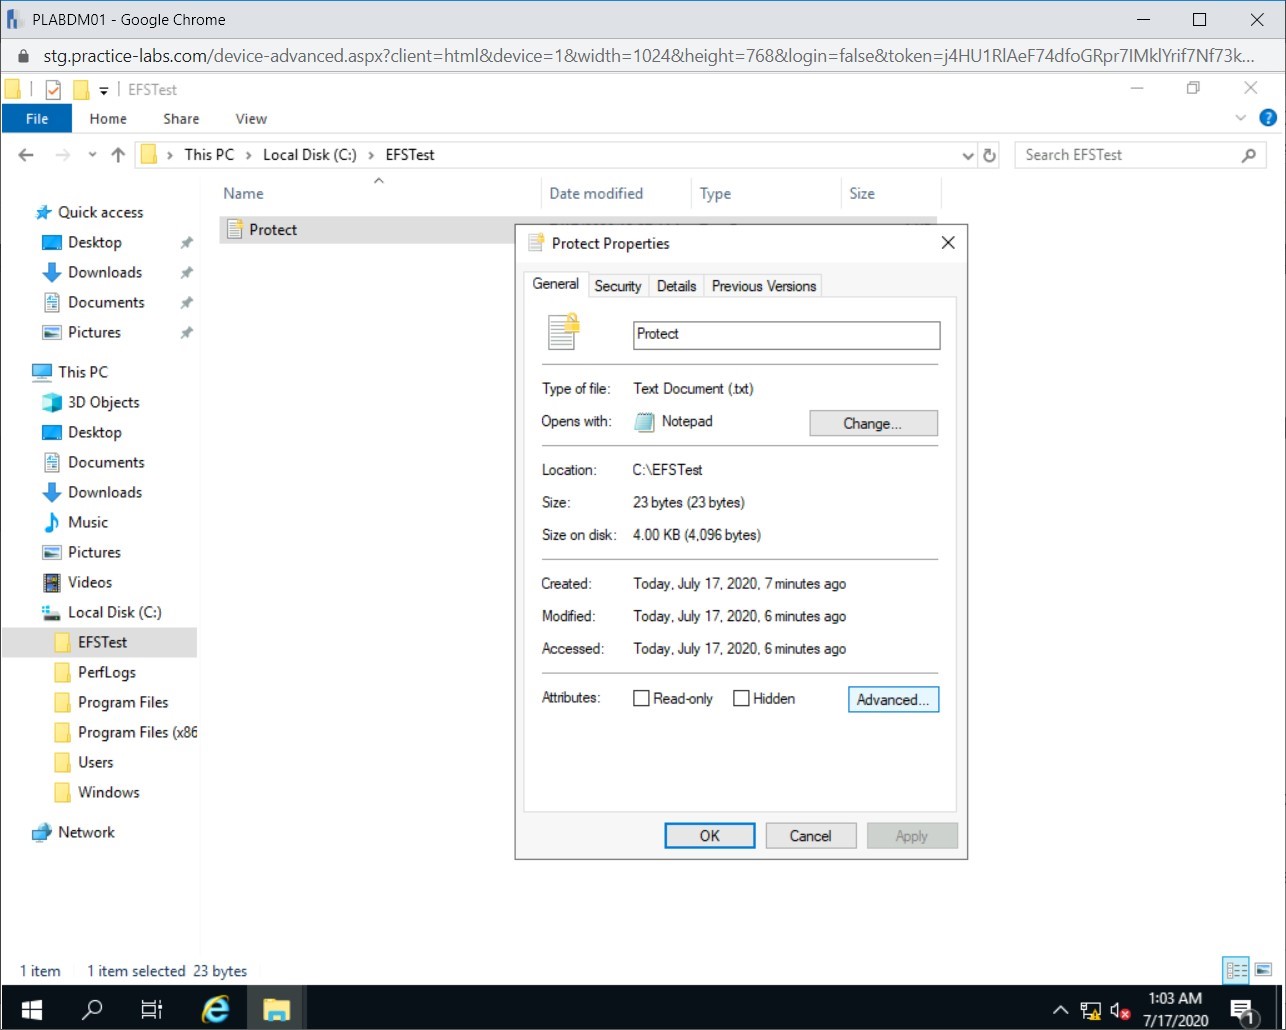 PLABDM01 - Google Chrome
stg.practice-labs.com/device-advanced.aspx?client=html&device=1&width=1024&height=768&login=false&token=j4HU1RlAeF74dfoGRpr7IMklYrif7Nf73k...
EFSTest
File Home Share View
This PC > Local Disk (C:) > EFSTest
Search EFSTest
Name Date modified Type Size
Quick access
Desktop
Downloads
Documents
Pictures
This PC
3D Objects
Desktop
Documents
Downloads
Music
Pictures
Videos
Local Disk (C:)
EFSTest
PerfLogs
Program Files
Program Files (x86
Users
Windows
Network
Protect
Protect Properties
General Security Details Previous Versions
Protect
Type of file: Text Document (.txt)
Opens with: Notepad Change...
Location: C:\EFSTest
Size: 23 bytes (23 bytes)
Size on disk: 4.00 KB (4,096 bytes)
Created: Today, July 17, 2020, 7 minutes ago
Modified: Today, July 17, 2020, 6 minutes ago
Accessed: Today, July 17, 2020, 6 minutes ago
Attributes: Read-only Hidden Advanced...
OK Cancel Apply
1 item 1 item selected 23 bytes
1:03 AM
7/17/2020
1